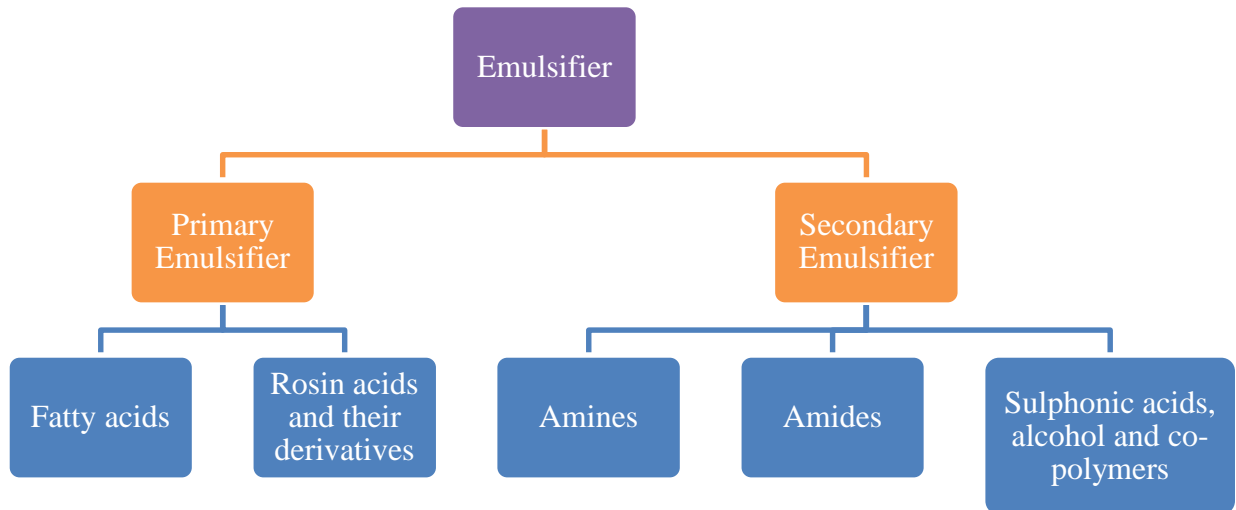 Emulsifier
Primary
Emulsifier
Secondary
Emulsifier
Fatty acids
Rosin acids
and their
derivatives
Amines
Amides
Sulphonic acids,
alcohol and co-
polymers